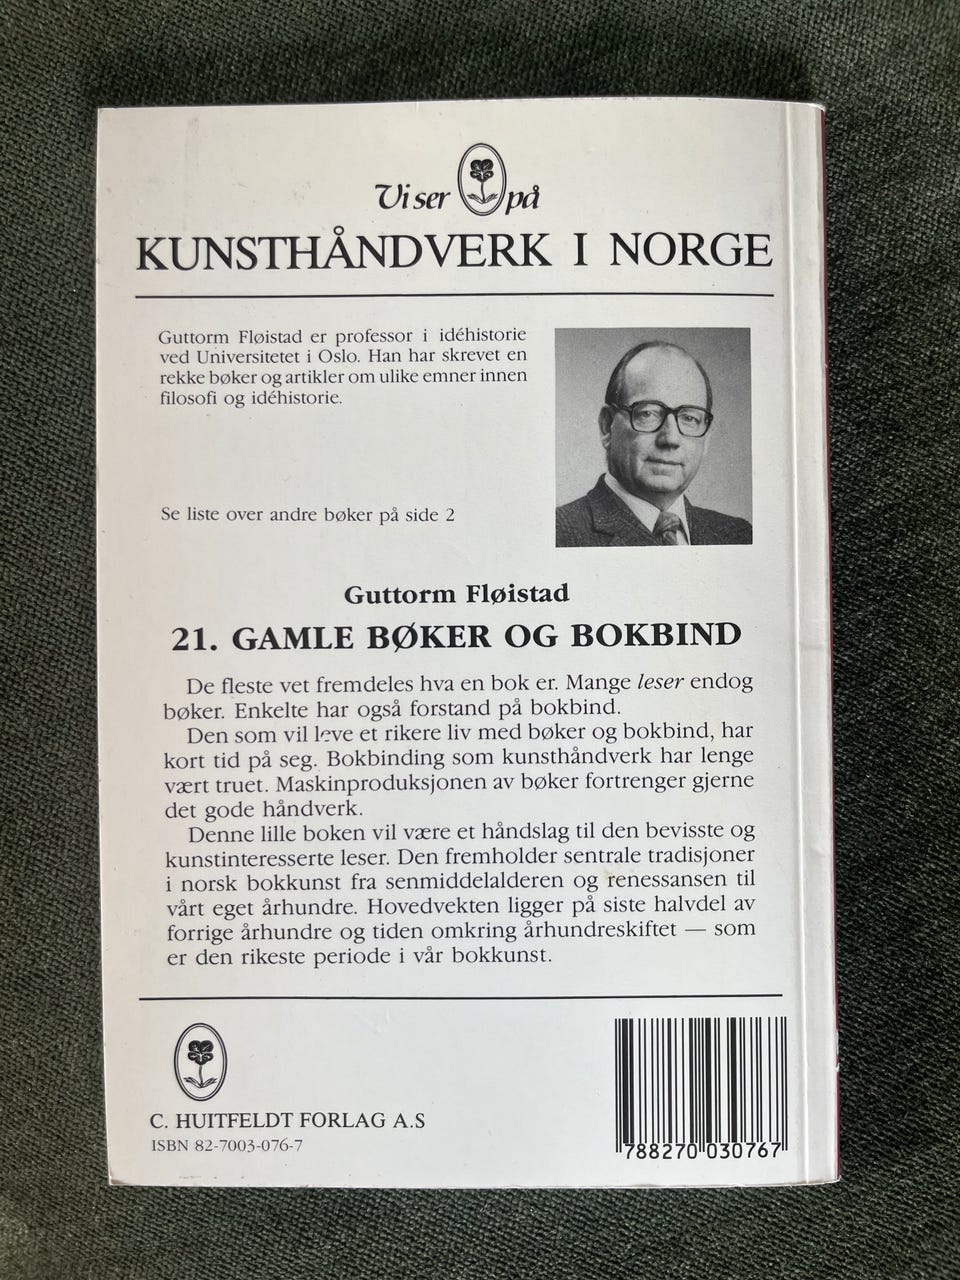 Vi ser på
KUNSTHÅNDVERK I NORGE
Guttorm Fløistad er professor i idéhistorie
ved Universitetet i Oslo. Han har skrevet en
rekke bøker og artikler om ulike emner innen
filosofi og idéhistorie.
Se liste over andre bøker på side 2
Guttorm Fløistad
21. GAMLE BØKER OG BOKBIND
De fleste vet fremdeles hva en bok er. Mange leser endog
bøker. Enkelte har også forstand på bokbind.
Den som vil leve et rikere liv med bøker og bokbind, har
kort tid på seg. Bokbinding som kunsthåndverk har lenge
vært truet. Maskinproduksjonen av bøker fortrenger gjerne
det gode håndverk.
Denne lille boken vil være et håndslag til den bevisste og
kunstinteresserte leser. Den fremholder sentrale tradisjoner
i norsk bokkunst fra senmiddelalderen og renessansen til
vårt eget århundre. Hovedvekten ligger på siste halvdel av
forrige århundre og tiden omkring århundreskiftet — som
er den rikeste periode i vår bokkunst.
C. HUITFELDT FORLAG A.S
ISBN 82-7003-076-7
788270 030767